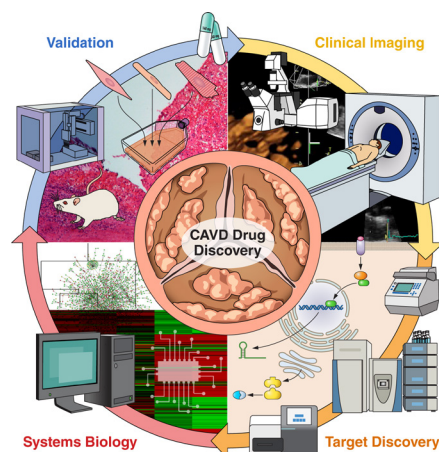 Validation
Clinical Imaging
CAVD Drug
Discovery
Systems Biology
Target Discovery